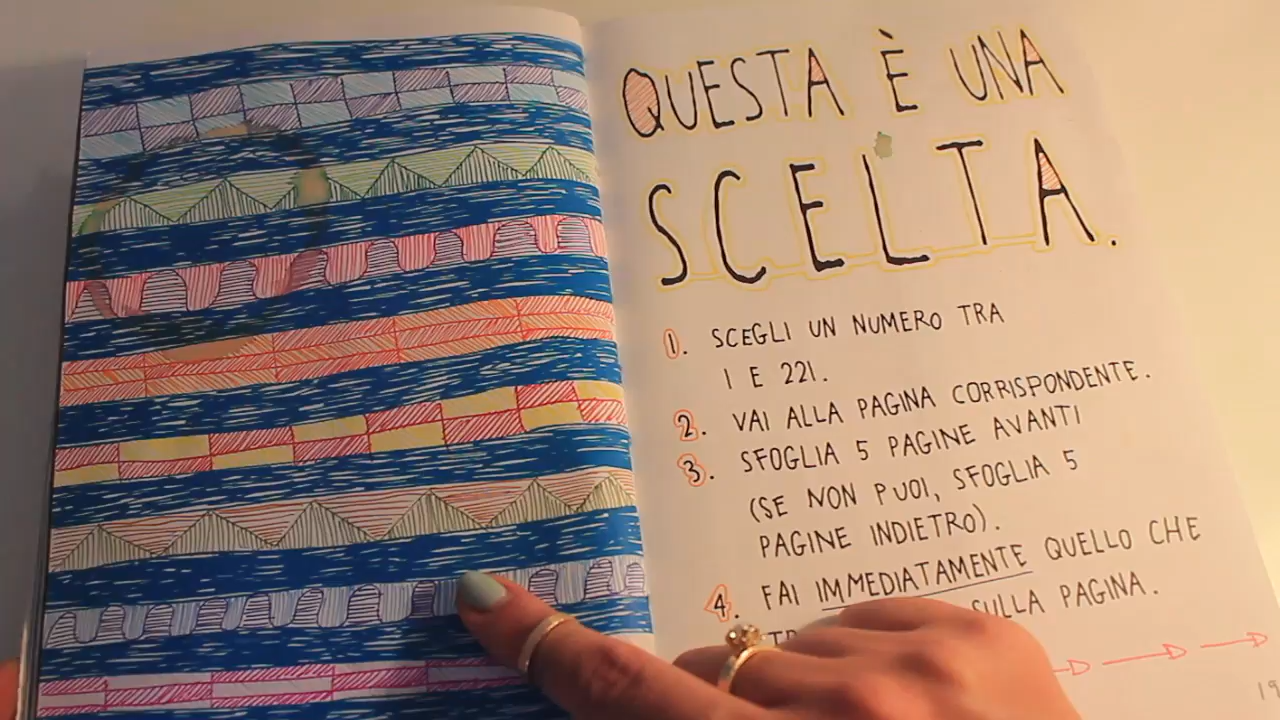 QUESTA È UNA
SCELTA.
1. SCEGLI UN NUMERO TRA
1 E 221.
2. VAI ALLA PAGINA CORRISPONDENTE.
3. SFOGLIA 5 PAGINE AVANTI
(SE NON PUOI, SFOGLIA 5
PAGINE INDIETRO).
4. FAI IMMEDIATAMENTE QUELLO CHE
SULLA PAGINA.